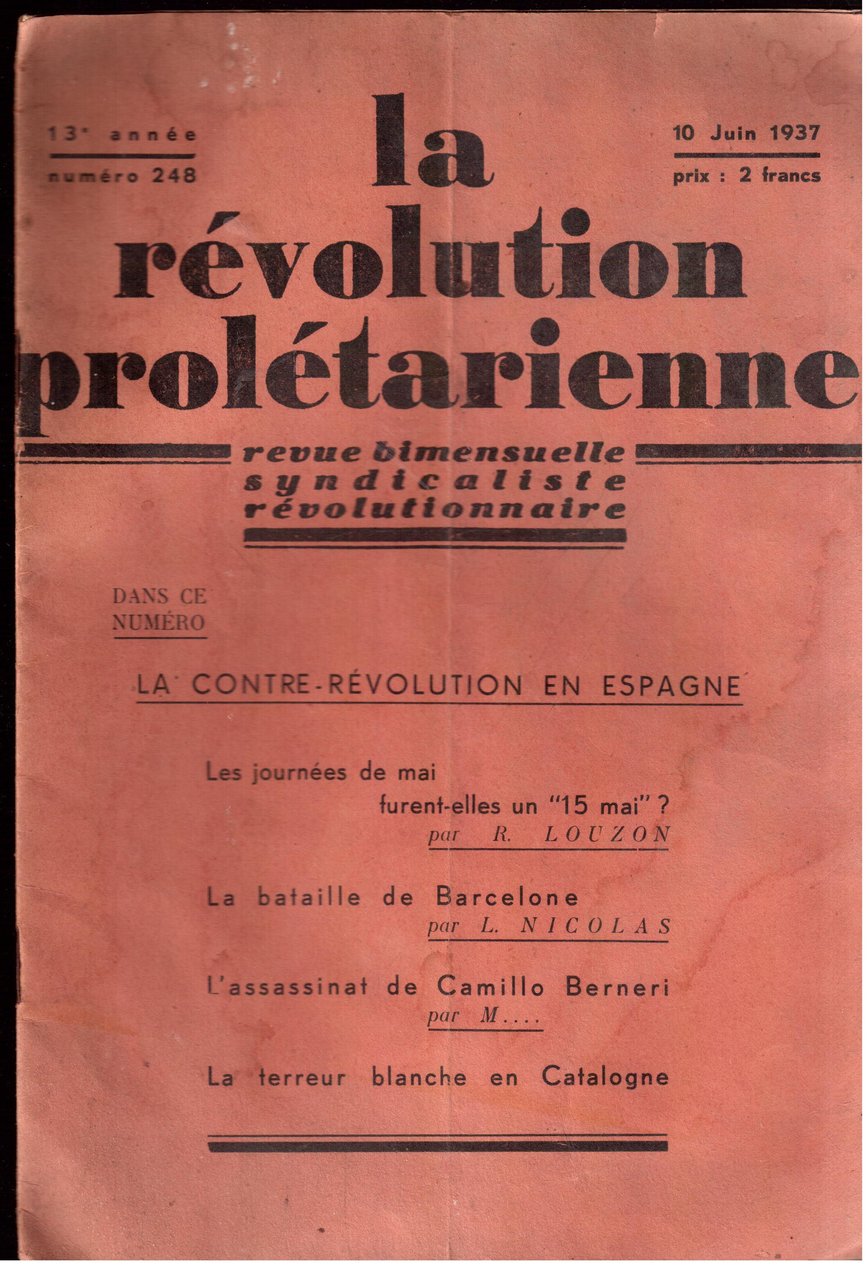 13e année
numéro 248
10 Juin 1937
prix : 2 francs
la
révolution
prolétarienne
revue bimensuelle
syndicaliste
révolutionnaire
DANS CE
NUMÉRO
LA CONTRE-RÉVOLUTION EN ESPAGNE
Les journées de mai
furent-elles un "15 mai" ?
par R. LOUZON
La bataille de Barcelone
par L. NICOLAS
L'assassinat de Camillo Berneri
par M....
La terreur blanche en Catalogne